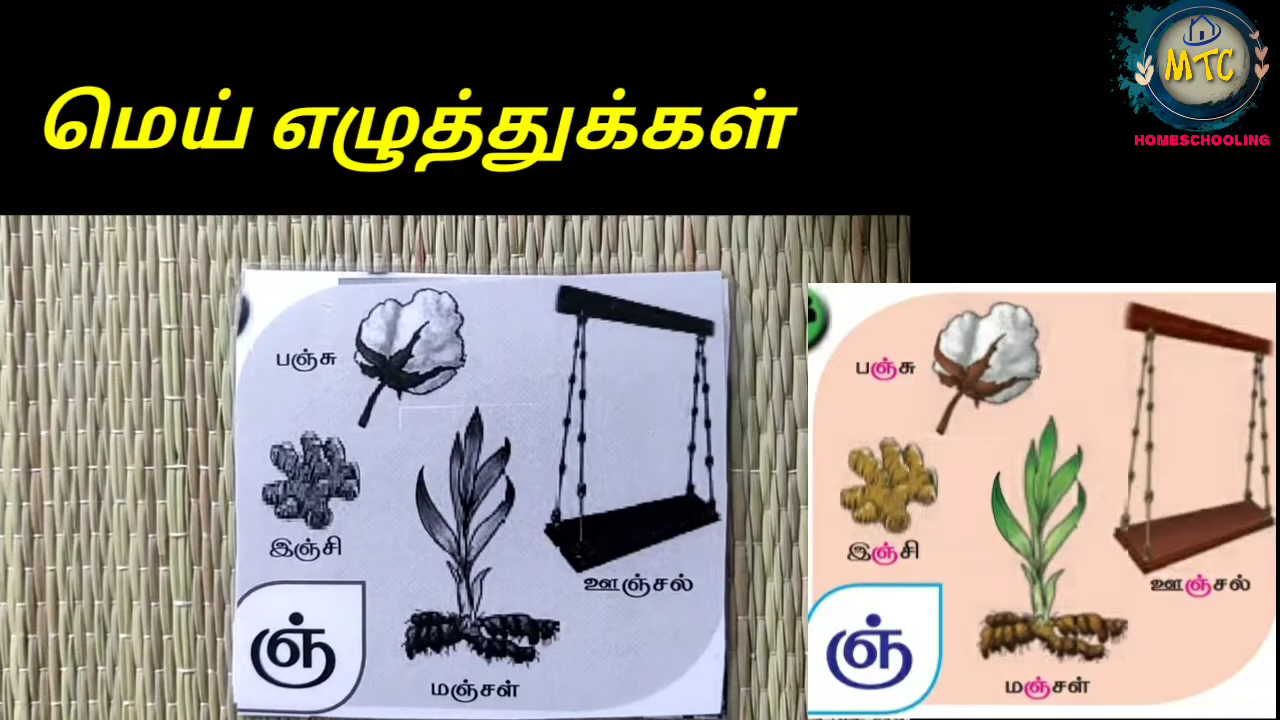 MTC
HOMESCHOOLING
மெய் எழுத்துக்கள்
பஞ்சு
இஞ்சி
ஊஞ்சல்
ஞ்
மஞ்சள்
பஞ்சு
இஞ்சி
ஊஞ்சல்
ஞ்
மஞ்சள்